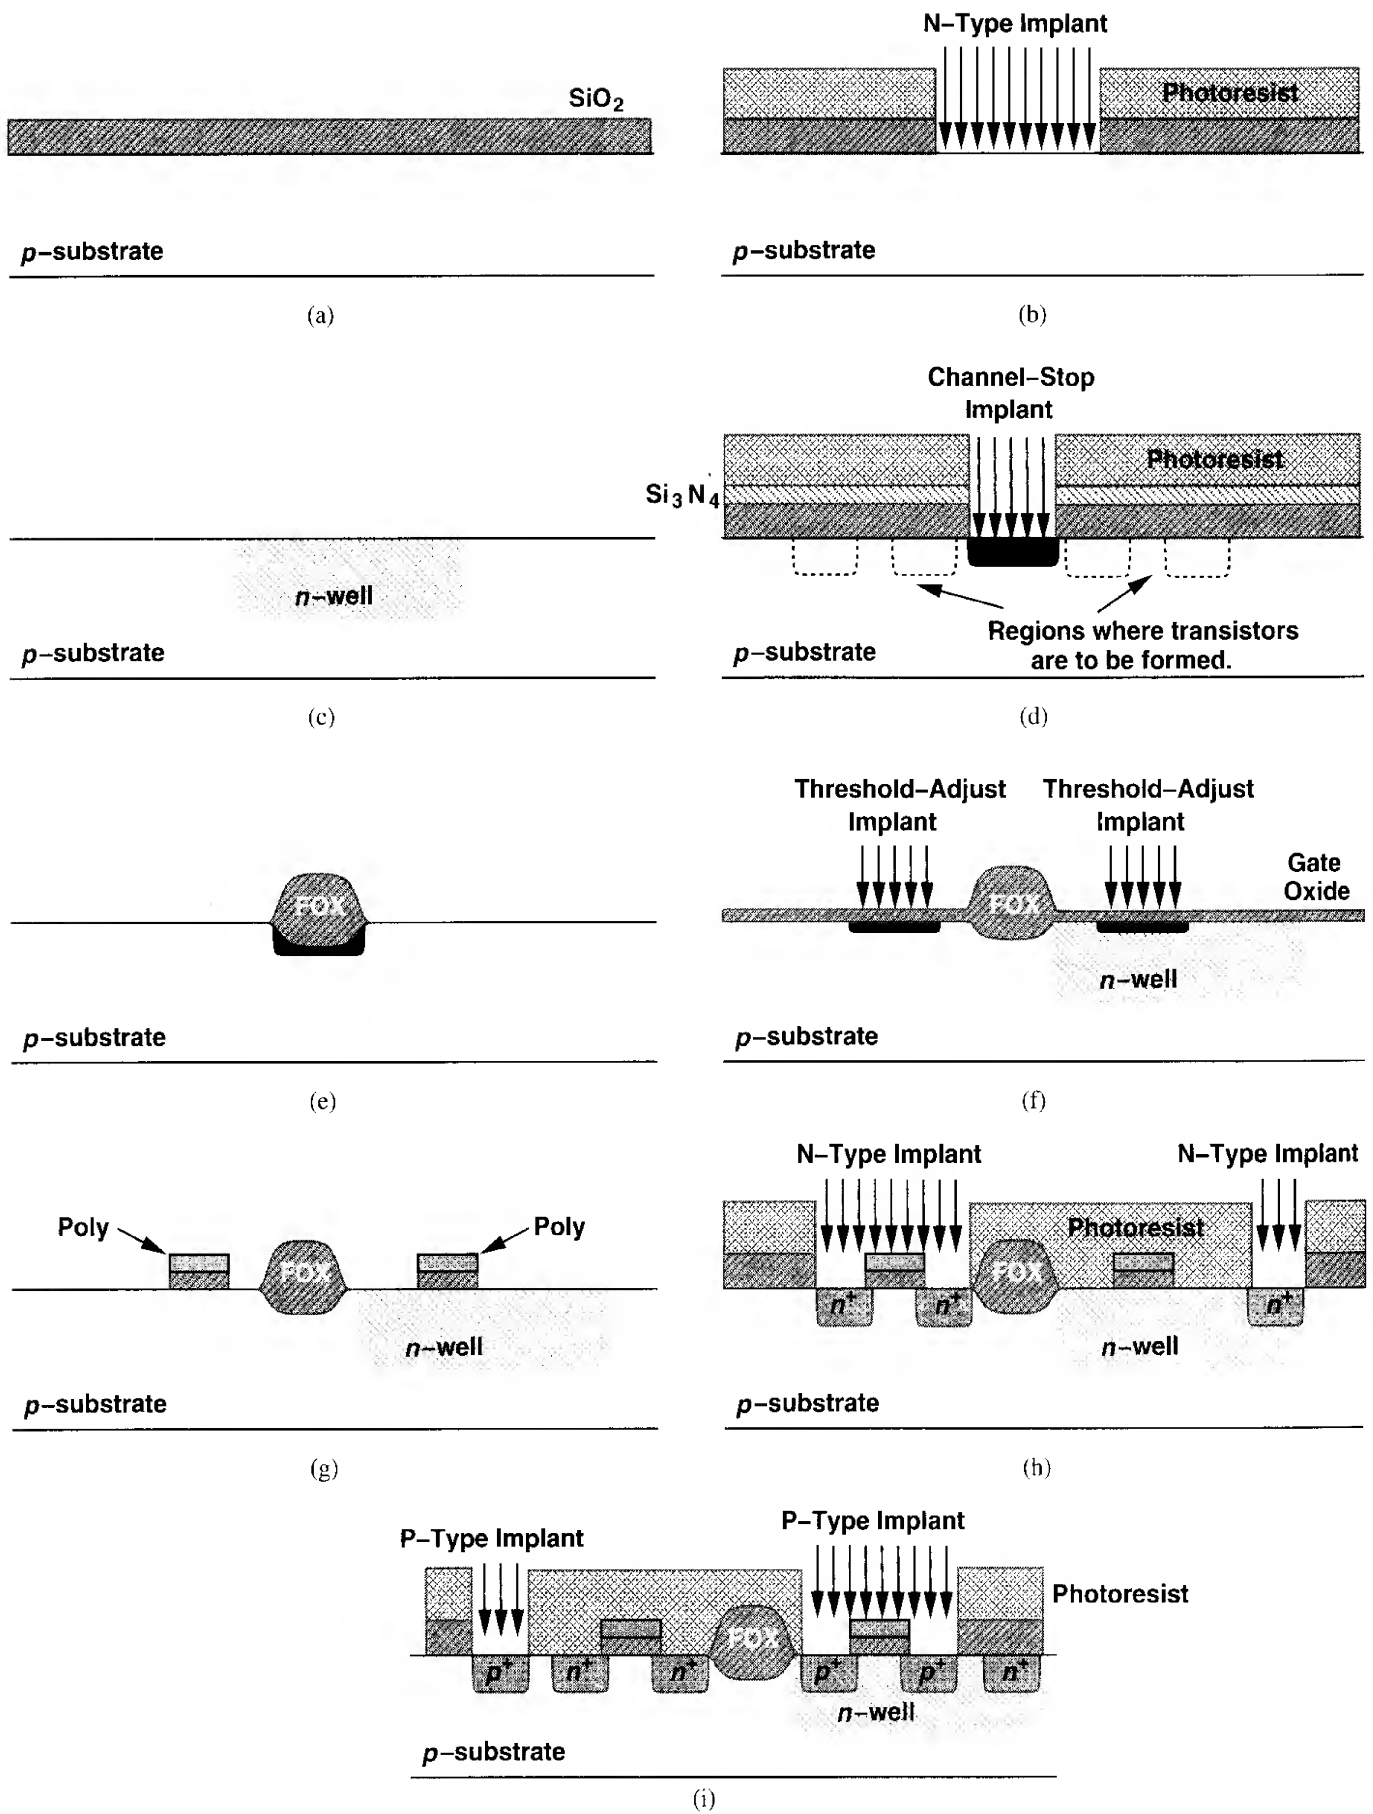 SiO2
p-substrate
(a)
N-Type Implant
Photoresist
p-substrate
(b)
n-well
p-substrate
(c)
Channel-Stop
Implant
Photoresist
Si3N4
Regions where transistors
are to be formed.
p-substrate
(d)
FOX
p-substrate
(e)
Threshold-Adjust Threshold-Adjust
Implant Implant
Gate
Oxide
FOX
n-well
p-substrate
(f)
Poly Poly
FOX
n-well
p-substrate
(g)
N-Type Implant N-Type Implant
Photoresist
FOX
n+ n+ n+
n-well
p-substrate
(h)
P-Type Implant P-Type Implant
Photoresist
FOX
p+ n+ n+ p+ p+ n+
n-well
p-substrate
(i)